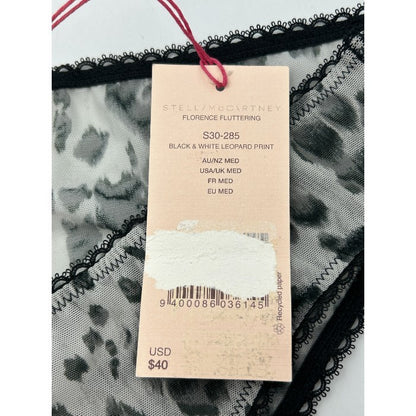 STELLA McCARTNEY
FLORENCE FLUTTERING
S30-285
BLACK & WHITE LEOPARD PRINT
AU/NZ MED
USA/UK MED
FR MED
EU MED
9 400086 036145
Recycled paper
USD
$40